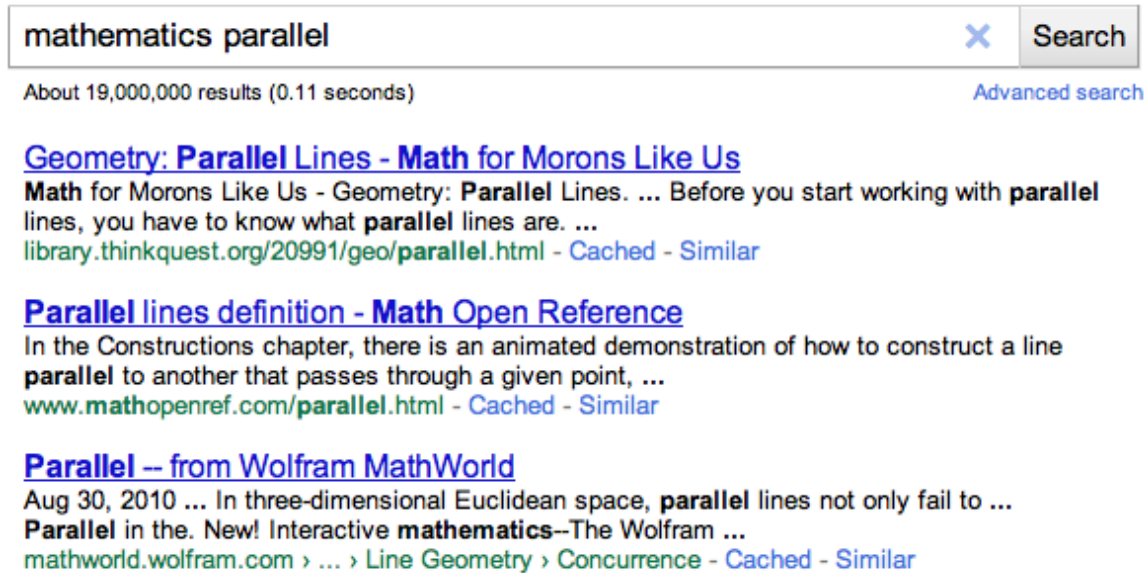 mathematics parallel × Search
About 19,000,000 results (0.11 seconds) Advanced search
Geometry: Parallel Lines - Math for Morons Like Us
Math for Morons Like Us - Geometry: Parallel Lines. ... Before you start working with parallel
lines, you have to know what parallel lines are. ...
library.thinkquest.org/20991/geo/parallel.html - Cached - Similar
Parallel lines definition - Math Open Reference
In the Constructions chapter, there is an animated demonstration of how to construct a line
parallel to another that passes through a given point, ...
www.mathopenref.com/parallel.html - Cached - Similar
Parallel -- from Wolfram MathWorld
Aug 30, 2010 ... In three-dimensional Euclidean space, parallel lines not only fail to ...
Parallel in the. New! Interactive mathematics--The Wolfram ...
mathworld.wolfram.com › ... › Line Geometry › Concurrence - Cached - Similar